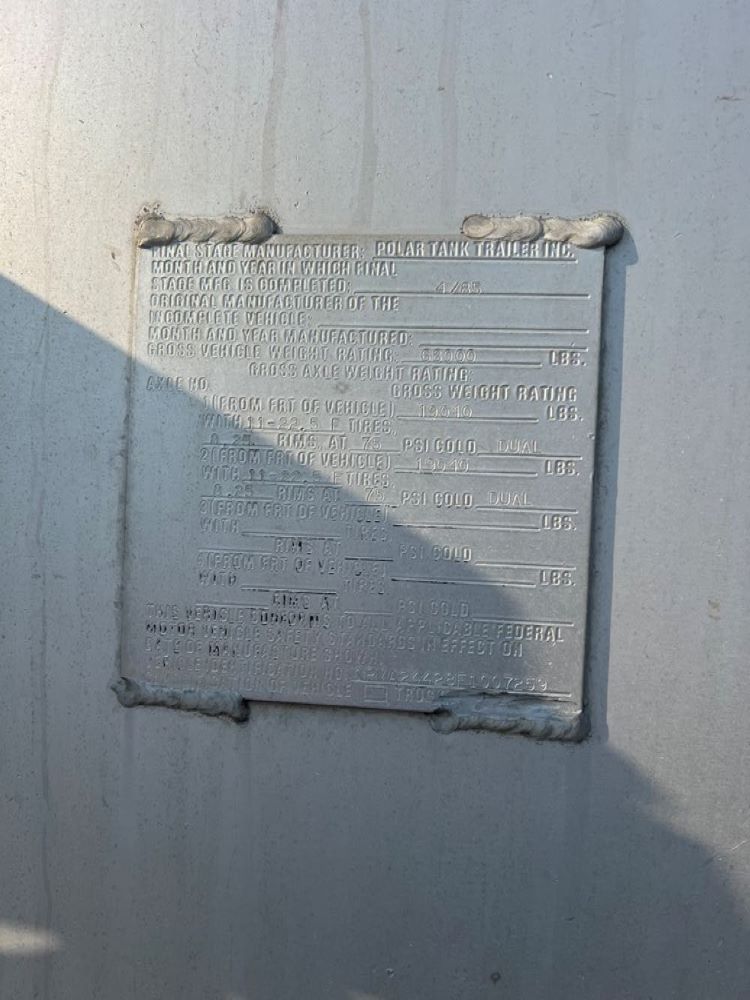 FINAL STAGE MANUFACTURER: POLAR TANK TRAILER INC.
MONTH AND YEAR IN WHICH FINAL
STAGE MFG IS COMPLETED: 4/85
ORIGINAL MANUFACTURER OF THE
INCOMPLETE VEHICLE:
MONTH AND YEAR MANUFACTURED:
GROSS VEHICLE WEIGHT RATING: 68000 LBS.
GROSS AXLE WEIGHT RATING:
AXLE NO. GROSS WEIGHT RATING
1(FROM FRT OF VEHICLE) 19040 LBS.
WITH 11-22.5 F TIRES,
8.25 RIMS, AT 75 PSI COLD DUAL
2(FROM FRT OF VEHICLE) 19040 LBS.
WITH 11-22.5 F TIRES,
8.25 RIMS AT 75 PSI COLD DUAL
3(FROM FRT OF VEHICLE) LBS.
WITH TIRES
RIMS AT PSI COLD
4(FROM FRT OF VEHICLE) LBS.
WITH TIRES
RIMS AT PSI COLD
THIS VEHICLE CONFORMS TO ALL APPLICABLE FEDERAL
MOTOR VEHICLE SAFETY STANDARDS IN EFFECT ON
DATE OF MANUFACTURE SHOWN
VEHICLE IDENTIFICATION NO.
OF VEHICLE